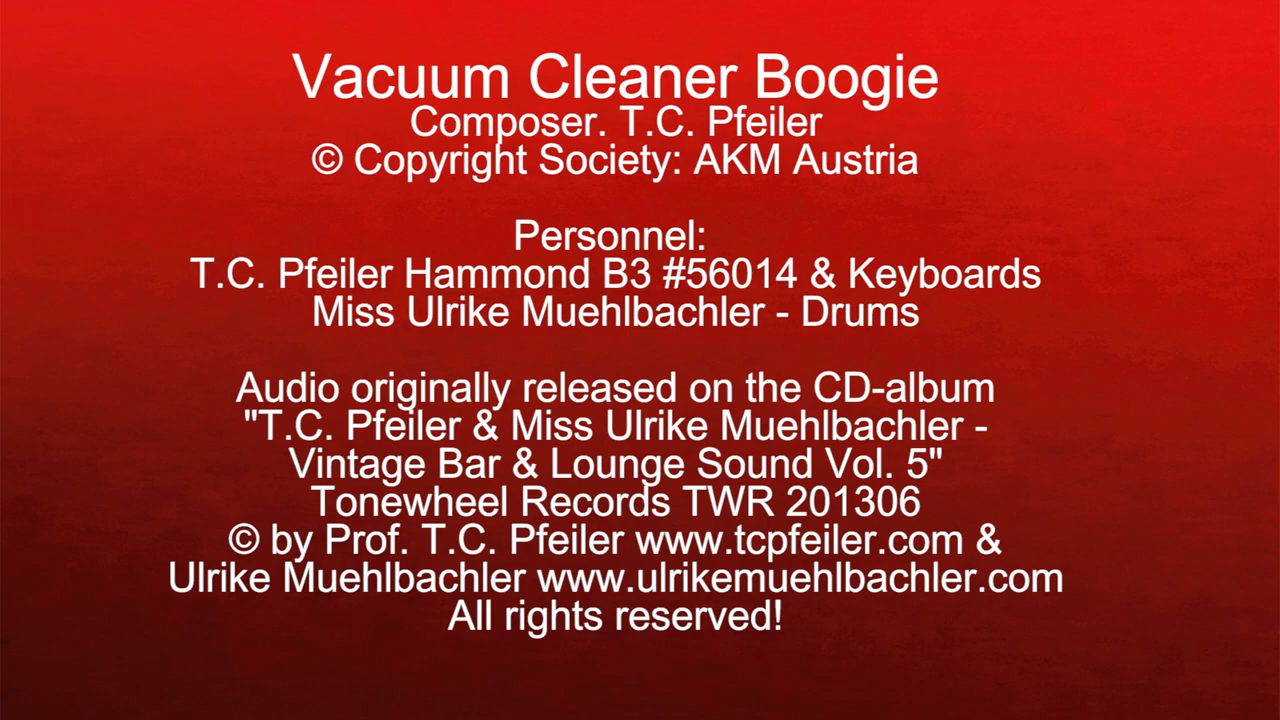 Vacuum Cleaner Boogie
Composer. T.C. Pfeiler
© Copyright Society: AKM Austria
Personnel:
T.C. Pfeiler Hammond B3 #56014 & Keyboards
Miss Ulrike Muehlbachler - Drums
Audio originally released on the CD-album
"T.C. Pfeiler & Miss Ulrike Muehlbachler -
Vintage Bar & Lounge Sound Vol. 5"
Tonewheel Records TWR 201306
© by Prof. T.C. Pfeiler www.tcpfeiler.com &
Ulrike Muehlbachler www.ulrikemuehlbachler.com
All rights reserved!